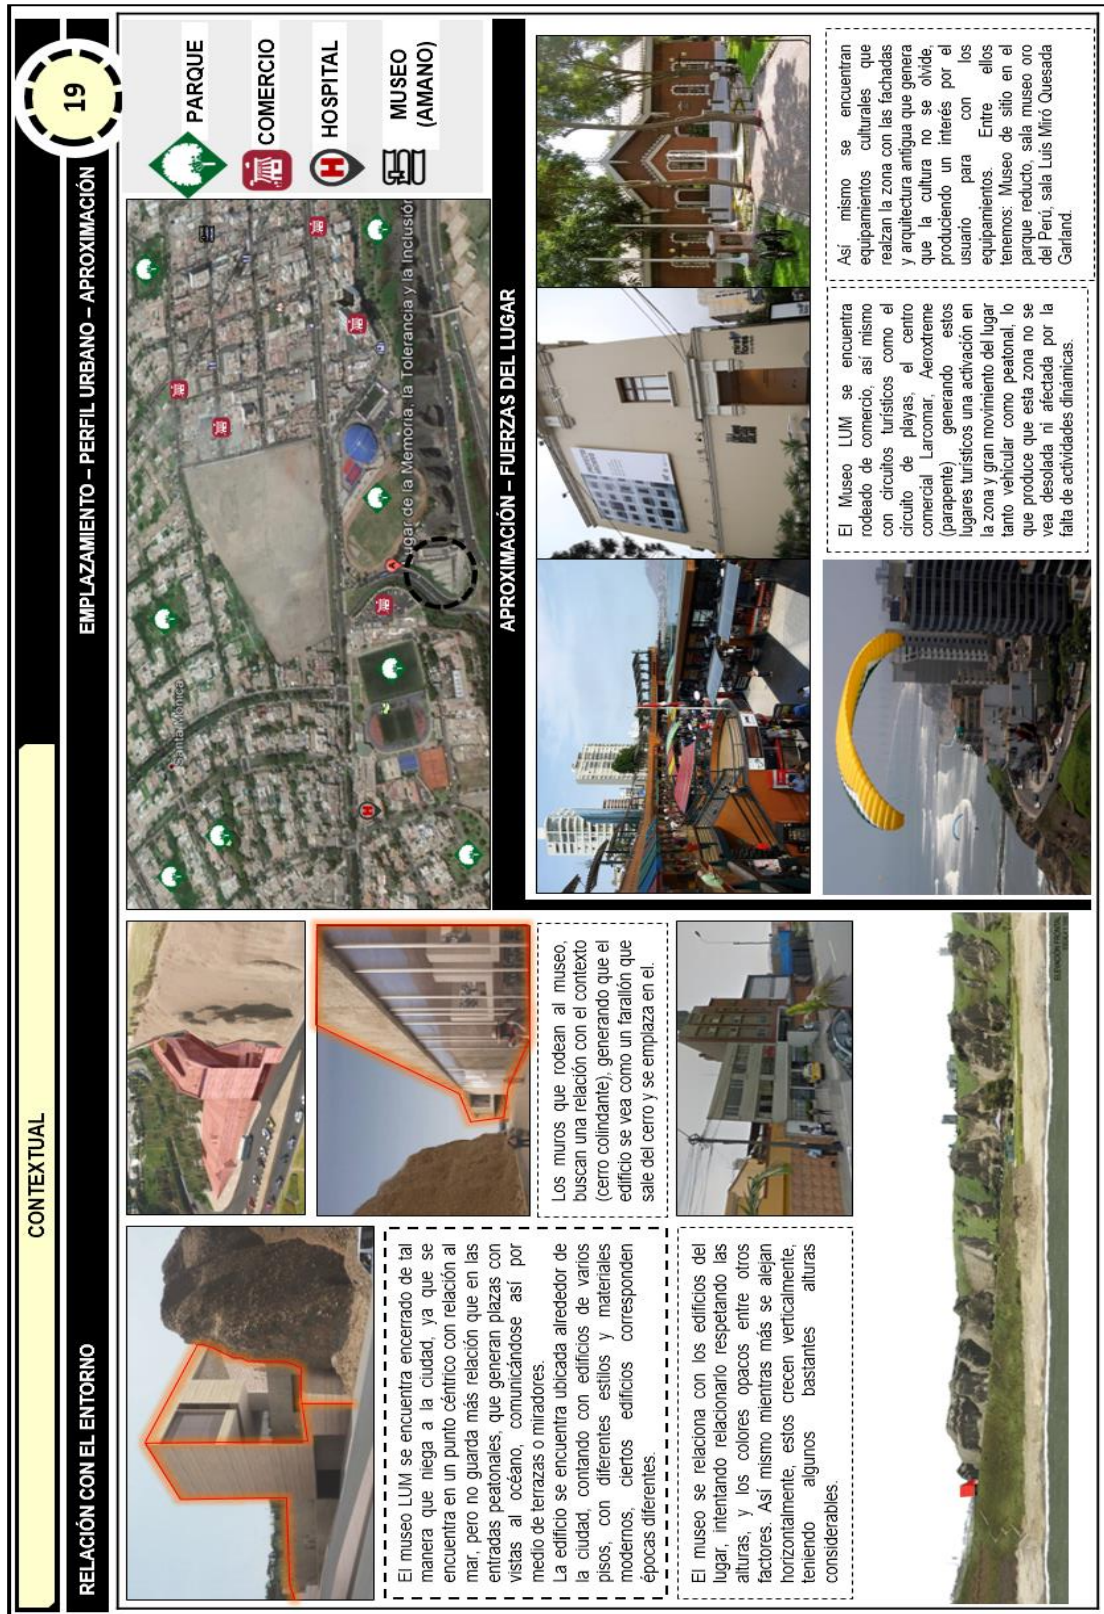 CONTEXTUAL
19
RELACIÓN CON EL ENTORNO
EMPLAZAMIENTO – PERFIL URBANO – APROXIMACIÓN
El museo LUM se encuentra encerrado de tal
manera que niega a la ciudad, ya que se
encuentra en un punto céntrico con relación al
mar, pero no guarda más relación que en las
entradas peatonales, que generan plazas con
vistas al océano, comunicándose así por
medio de terrazas o miradores.
La edificio se encuentra ubicada alrededor de
la ciudad, contando con edificios de varios
pisos, con diferentes estilos y materiales
modernos, ciertos edificios corresponden
épocas diferentes.
Los muros que rodean al museo,
buscan una relación con el contexto
(cerro colindante), generando que el
edificio se vea como un farallón que
sale del cerro y se emplaza en el.
El museo se relaciona con los edificios del
lugar, intentando relacionarlo respetando las
alturas, y los colores opacos entre otros
factores. Así mismo mientras más se alejan
horizontalmente, estos crecen verticalmente,
teniendo algunos bastantes alturas
considerables.
ELEVACIÓN FRONTAL
Santa Mónica
Lugar de la Memoria, la Tolerancia y la Inclusión
PARQUE
COMERCIO
H
HOSPITAL
MUSEO
(AMANO)
APROXIMACIÓN – FUERZAS DEL LUGAR
El Museo LUM se encuentra
rodeado de comercio, así mismo
con circuitos turísticos como el
circuito de playas, el centro
comercial Larcomar, Aeroxtreme
(parapente) generando estos
lugares turísticos una activación en
la zona y gran movimiento del lugar
tanto vehicular como peatonal, lo
que produce que esta zona no se
vea desolada ni afectada por la
falta de actividades dinámicas.
Así mismo se encuentran
equipamientos culturales que
realzan la zona con las fachadas
y arquitectura antigua que genera
que la cultura no se olvide,
produciendo un interés por el
usuario para con los
equipamientos. Entre ellos
tenemos: Museo de sitio en el
parque reducto, sala museo oro
del Perú, sala Luis Miró Quesada
Garland.